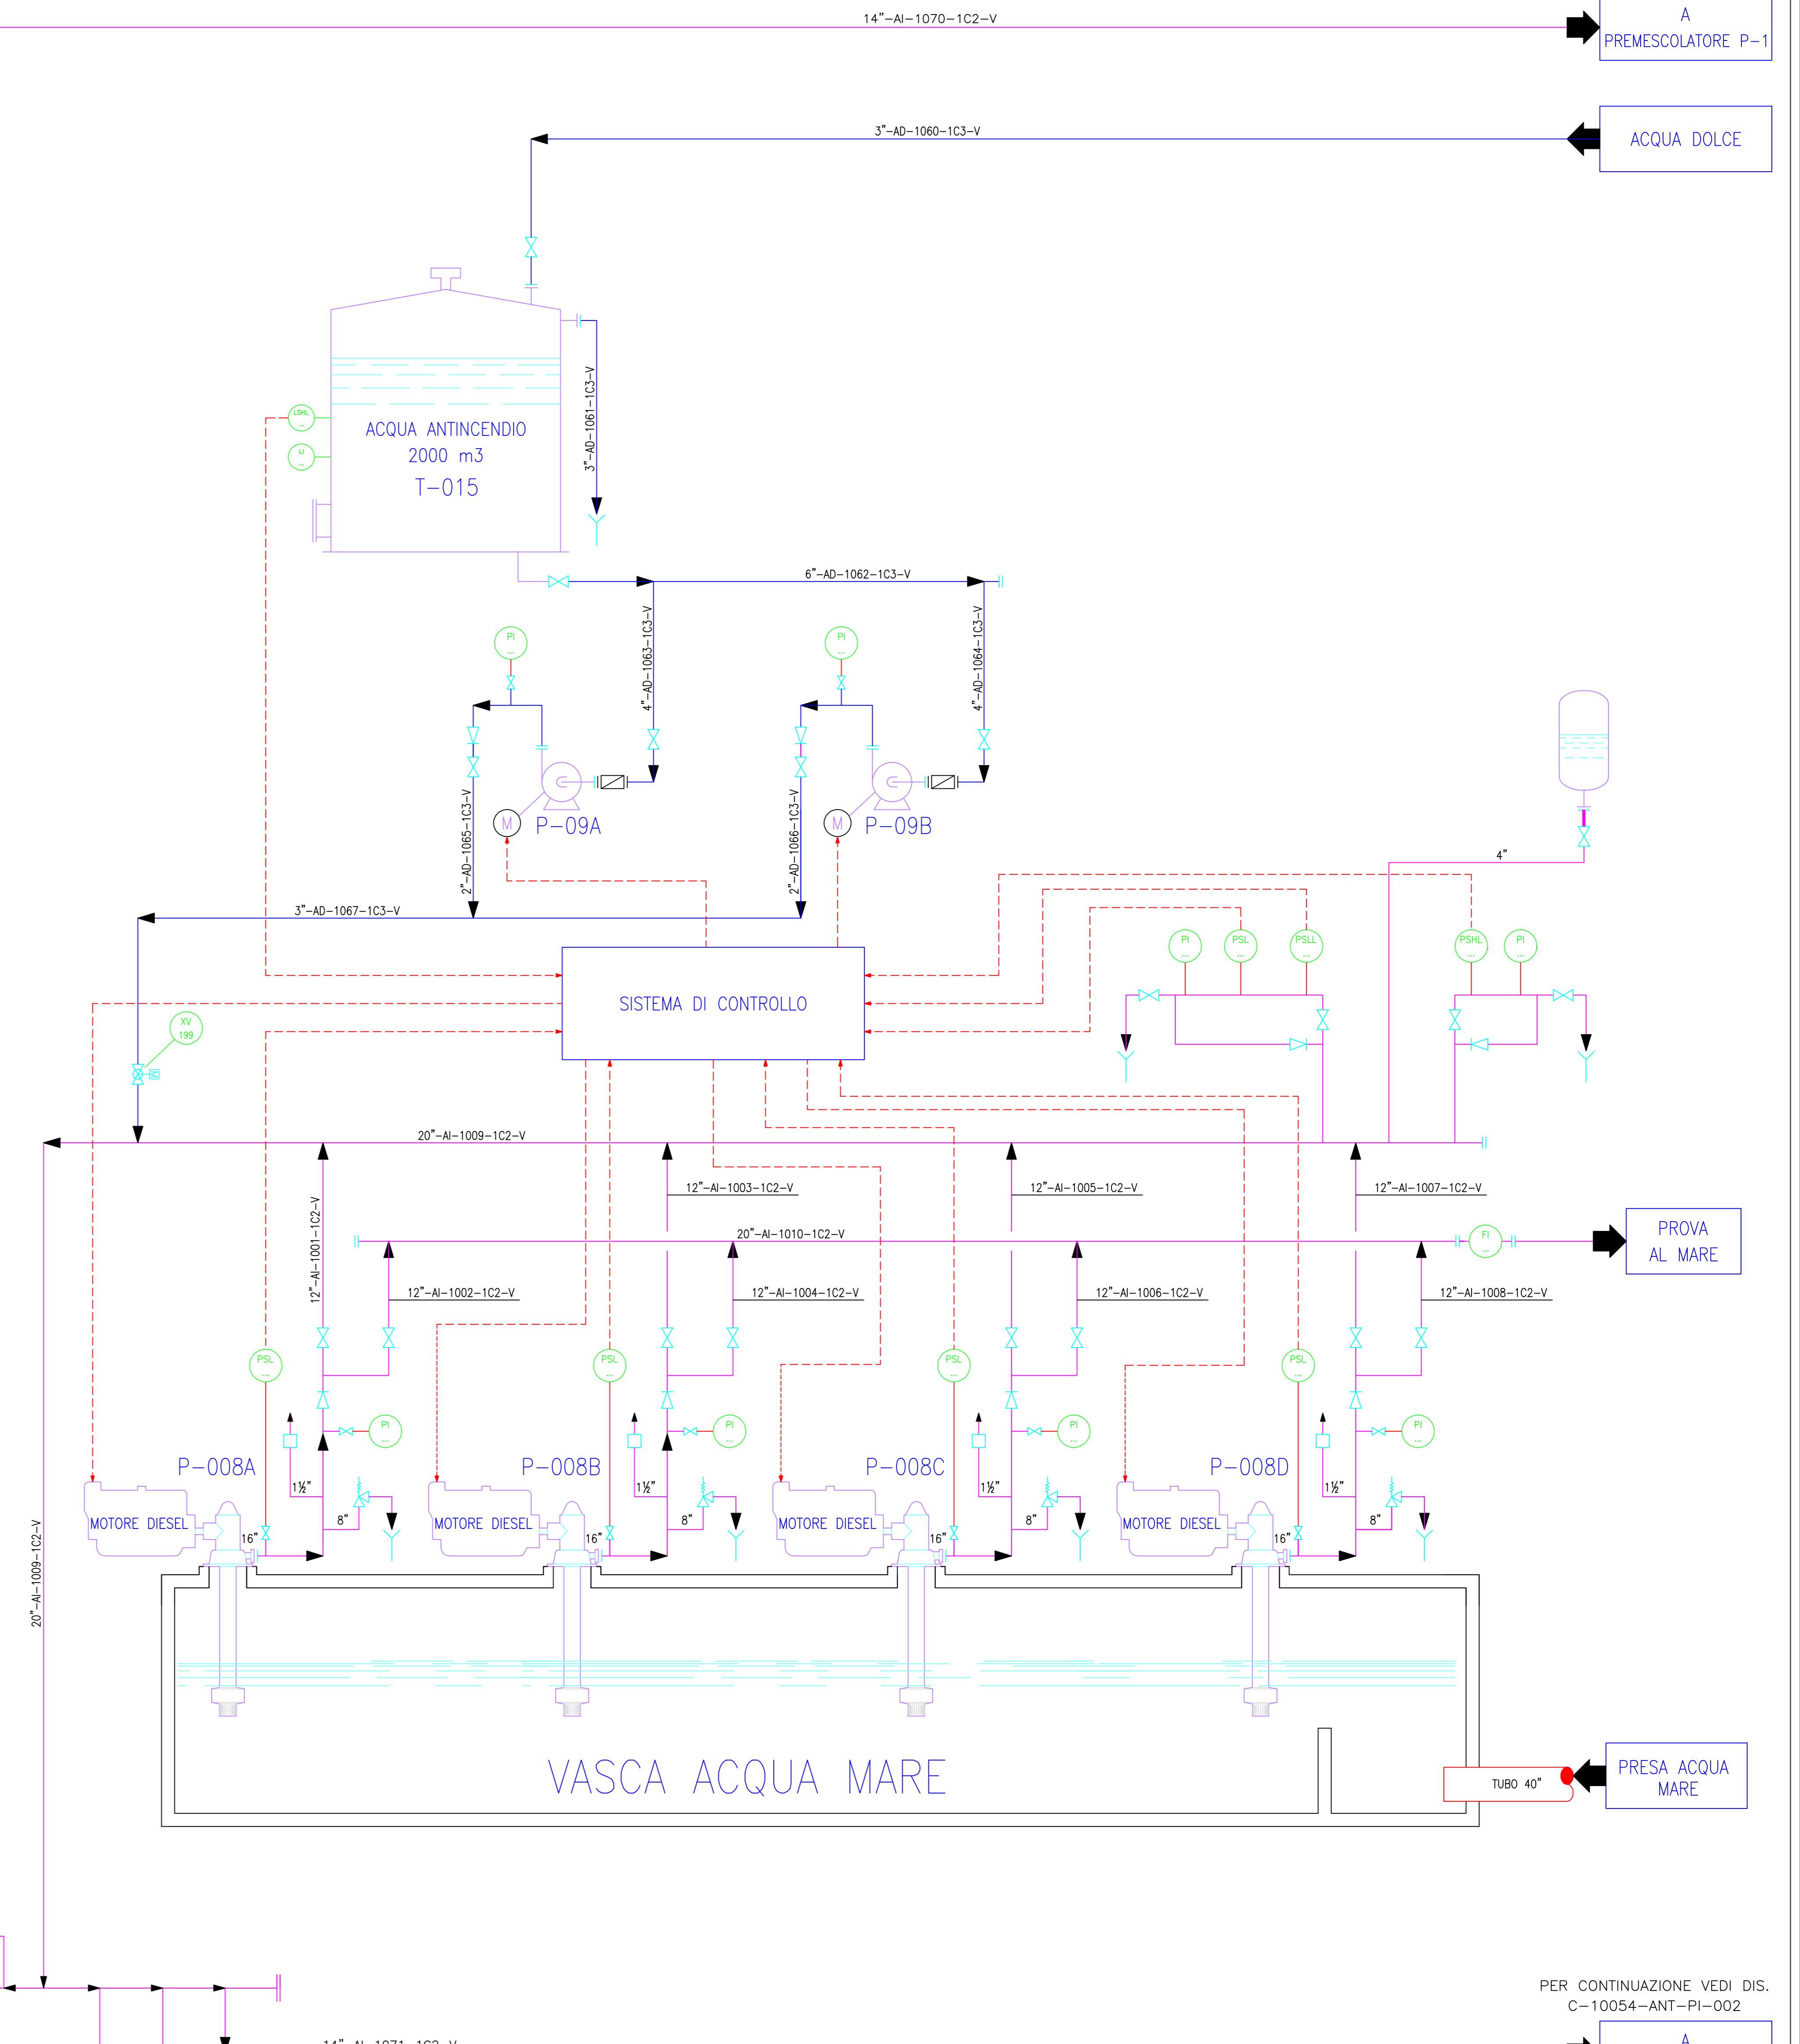 14"-AI-1070-1C2-V
A
PREMESCOLATORE P-1
3"-AD-1060-1C3-V
ACQUA DOLCE
3"-AD-1061-1C3-V
LSHL
...
LI
...
ACQUA ANTINCENDIO
2000 m3
T-015
6"-AD-1062-1C3-V
PI
...
4"-AD-1063-1C3-V
PI
...
4"-AD-1064-1C3-V
2"-AD-1065-1C3-V
M
P-09A
2"-AD-1066-1C3-V
M
P-09B
4"
3"-AD-1067-1C3-V
PI
...
PSL
...
PSLL
...
PSHL
...
PI
...
SISTEMA DI CONTROLLO
XV
199
M
20"-AI-1009-1C2-V
12"-AI-1001-1C2-V
12"-AI-1003-1C2-V
12"-AI-1005-1C2-V
12"-AI-1007-1C2-V
20"-AI-1010-1C2-V
FI
...
PROVA
AL MARE
12"-AI-1002-1C2-V
12"-AI-1004-1C2-V
12"-AI-1006-1C2-V
12"-AI-1008-1C2-V
PSL
...
PSL
...
PSL
...
PSL
...
PI
...
PI
...
PI
...
PI
...
P-008A
P-008B
P-008C
P-008D
1½"
1½"
1½"
1½"
MOTORE DIESEL
16"
8"
MOTORE DIESEL
16"
8"
MOTORE DIESEL
16"
8"
MOTORE DIESEL
16"
8"
20"-AI-1009-1C2-V
VASCA ACQUA MARE
TUBO 40"
PRESA ACQUA
MARE
PER CONTINUAZIONE VEDI DIS.
C-10054-ANT-PI-002
A